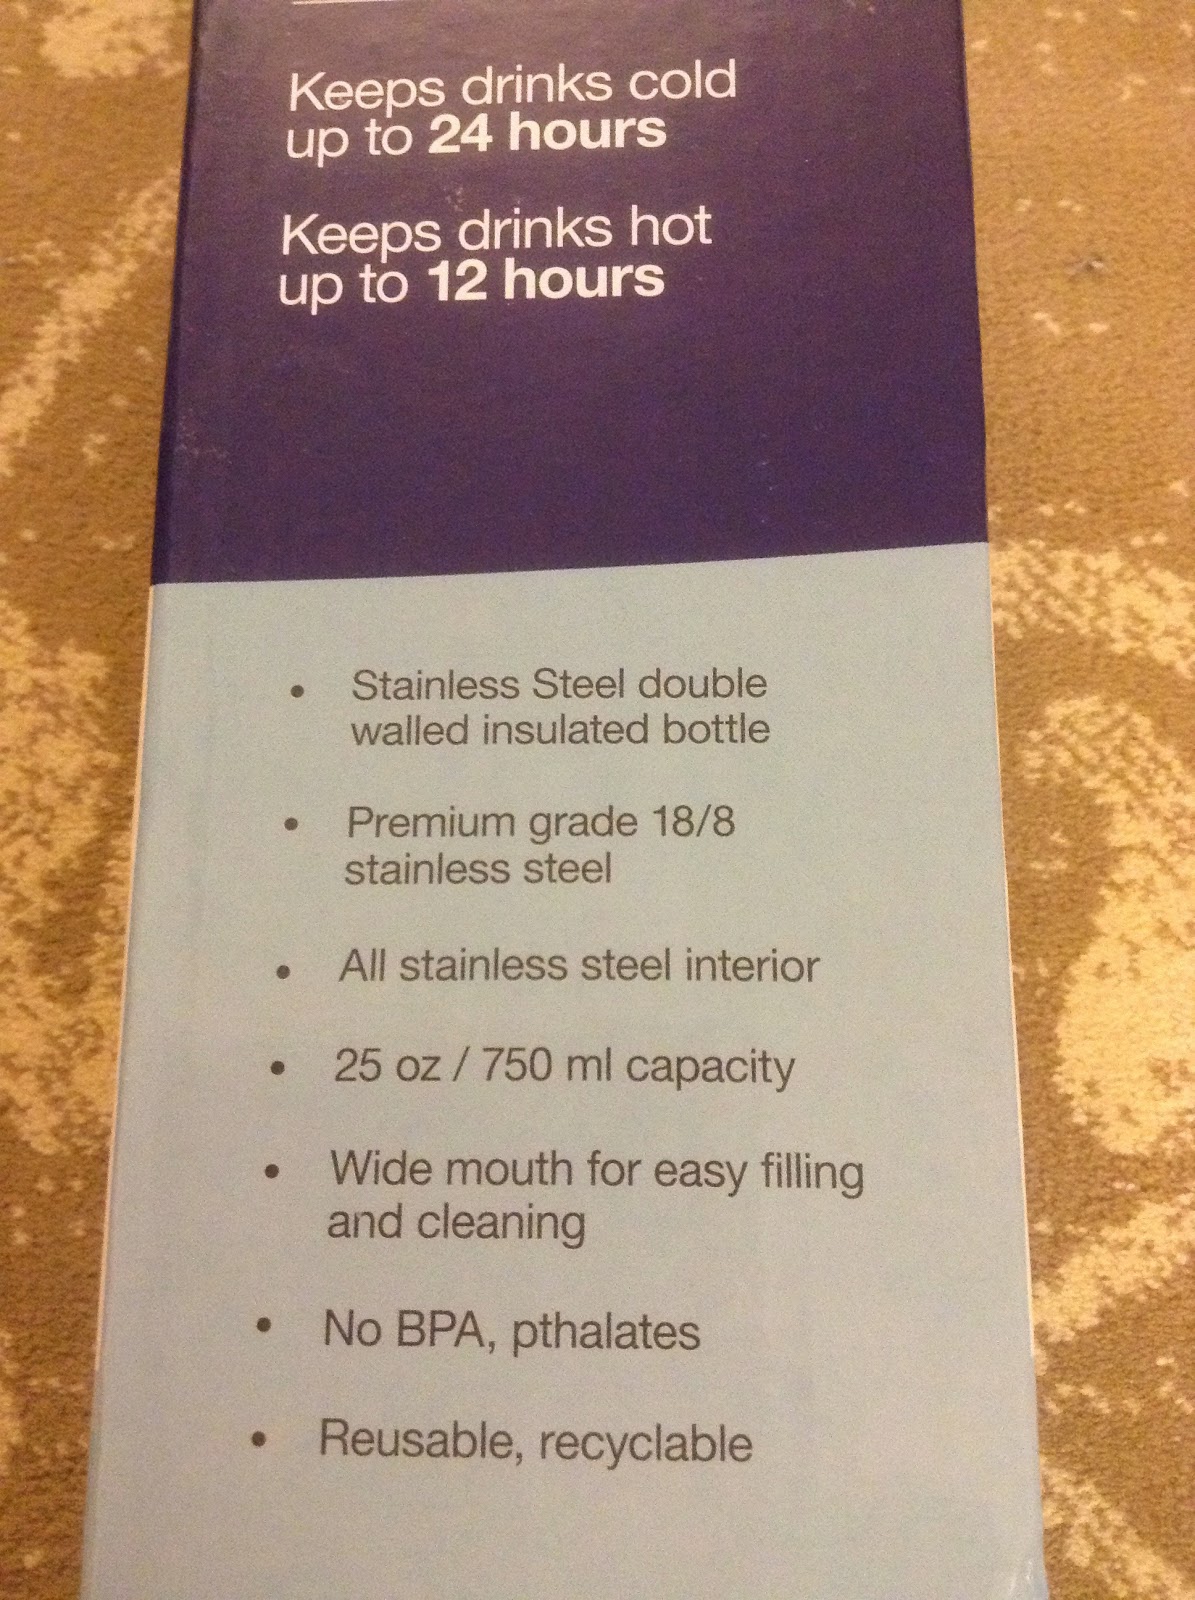 Keeps drinks cold
up to 24 hours
Keeps drinks hot
up to 12 hours
• Stainless Steel double
walled insulated bottle
• Premium grade 18/8
stainless steel
• All stainless steel interior
• 25 oz / 750 ml capacity
• Wide mouth for easy filling
and cleaning
• No BPA, pthalates
• Reusable, recyclable